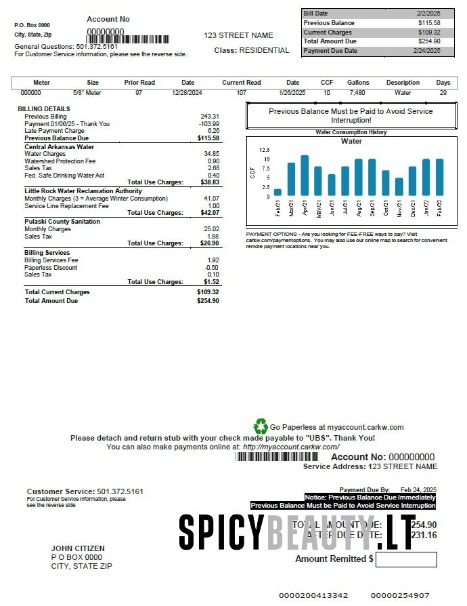 P.O. Box 0000
City, State, Zip
Account No
00000000
General Questions: 501.372.5161
For Customer Service information, please see the reverse side.
123 STREET NAME
Class: RESIDENTIAL
Bill Date 2/2/2025
Previous Balance $115.58
Current Charges $109.32
Total Amount Due $254.90
Payment Due Date 2/24/2025
Meter Size Prior Read Date Current Read Date CCF Gallons Description Days
000000 5/8" Meter 97 12/28/2024 107 1/26/2025 10 7,480 Water 29
BILLING DETAILS
Previous Billing 243.31
Payment 01/06/25 - Thank You -103.99
Late Payment Charge 6.26
Previous Balance Due $115.58
Central Arkansas Water
Water Charges 34.85
Watershed Protection Fee 0.90
Sales Tax 2.68
Fed. Safe Drinking Water Act 0.40
Total Use Charges: $38.83
Little Rock Water Reclamation Authority
Monthly Charges (3 = Average Winter Consumption) 41.07
Service Line Replacement Fee 1.00
Total Use Charges: $42.07
Pulaski County Sanitation
Monthly Charges 25.02
Sales Tax 1.88
Total Use Charges: $26.90
Billing Services
Billing Services Fee 1.92
Paperless Discount -0.50
Sales Tax 0.10
Total Use Charges: $1.52
Total Current Charges $109.32
Total Amount Due $254.90
Previous Balance Must be Paid to Avoid Service
Interruption!
Water Consumption History
Water
CCF
12.5
10
7.5
5
2.5
0
Feb/21 Mar/21 Apr/21 May/21 Jun/21 Jul/21 Aug/21 Sep/21 Oct/21 Nov/21 Dec/21 Jan/22 Feb/22
PAYMENT OPTIONS - Are you looking for FEE-FREE ways to pay? Visit
carkw.com/paymentoptions. You may also use our online map to search for convenient
remote payment locations near you.
Go Paperless at myaccount.carkw.com
Please detach and return stub with your check made payable to "UBS". Thank You!
You can also make payments online at: http://myaccount.carkw.com/
Account No: 000000000
Service Address: 123 STREET NAME
Customer Service: 501.372.5161
For Customer Service information, please
see the reverse side
Payment Due By: Feb 24, 2025
Notice: Previous Balance Due Immediately
Previous Balance Must be Paid to Avoid Service Interruption
TOTAL AMOUNT DUE: $254.90
AFTER DUE DATE: $231.16
SPICYBEAUTY.LT
JOHN CITIZEN
P O BOX 0000
CITY, STATE ZIP
Amount Remitted $
0000200413342 00000254907